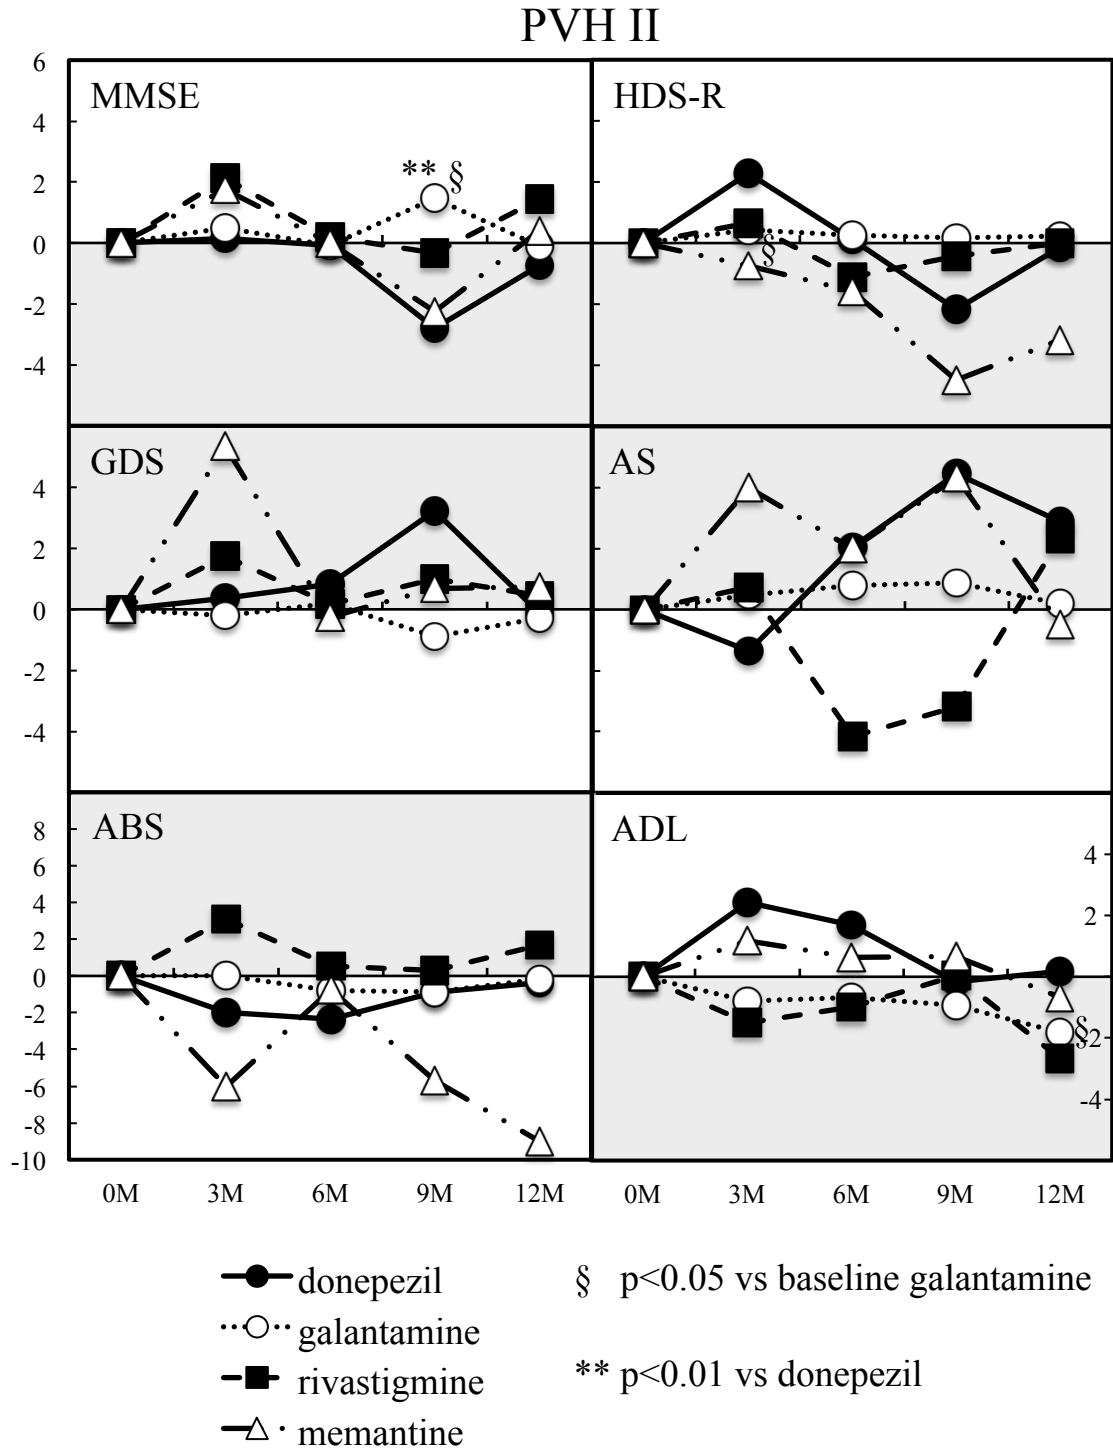 PVH II
6
MMSE
HDS-R
4
** §
2
0
§
-2
-4
GDS
AS
4
2
0
-2
-4
ABS
ADL
8
6
4
2
0
-2
-4
-6
-8
-10
4
2
§
-2
-4
0M 3M 6M 9M 12M
0M 3M 6M 9M 12M
donepezil
§ p<0.05 vs baseline galantamine
galantamine
** p<0.01 vs donepezil
rivastigmine
memantine